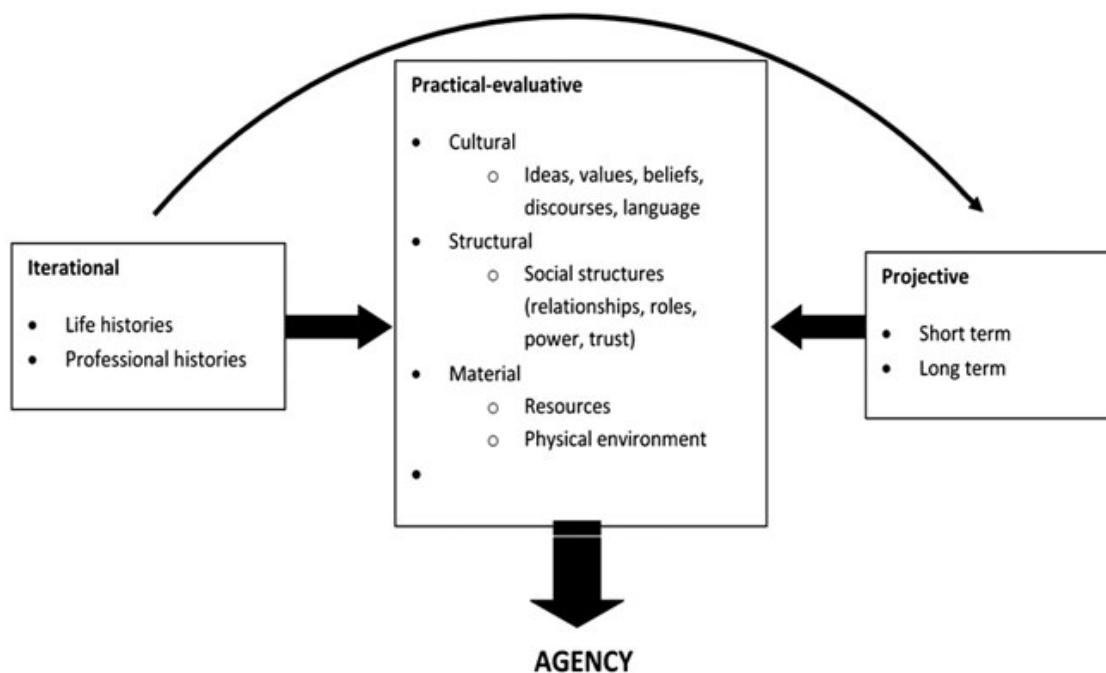 Iterational
• Life histories
• Professional histories
Practical-evaluative
• Cultural
o Ideas, values, beliefs,
discourses, language
• Structural
o Social structures
(relationships, roles,
power, trust)
• Material
o Resources
o Physical environment
•
Projective
• Short term
• Long term
AGENCY